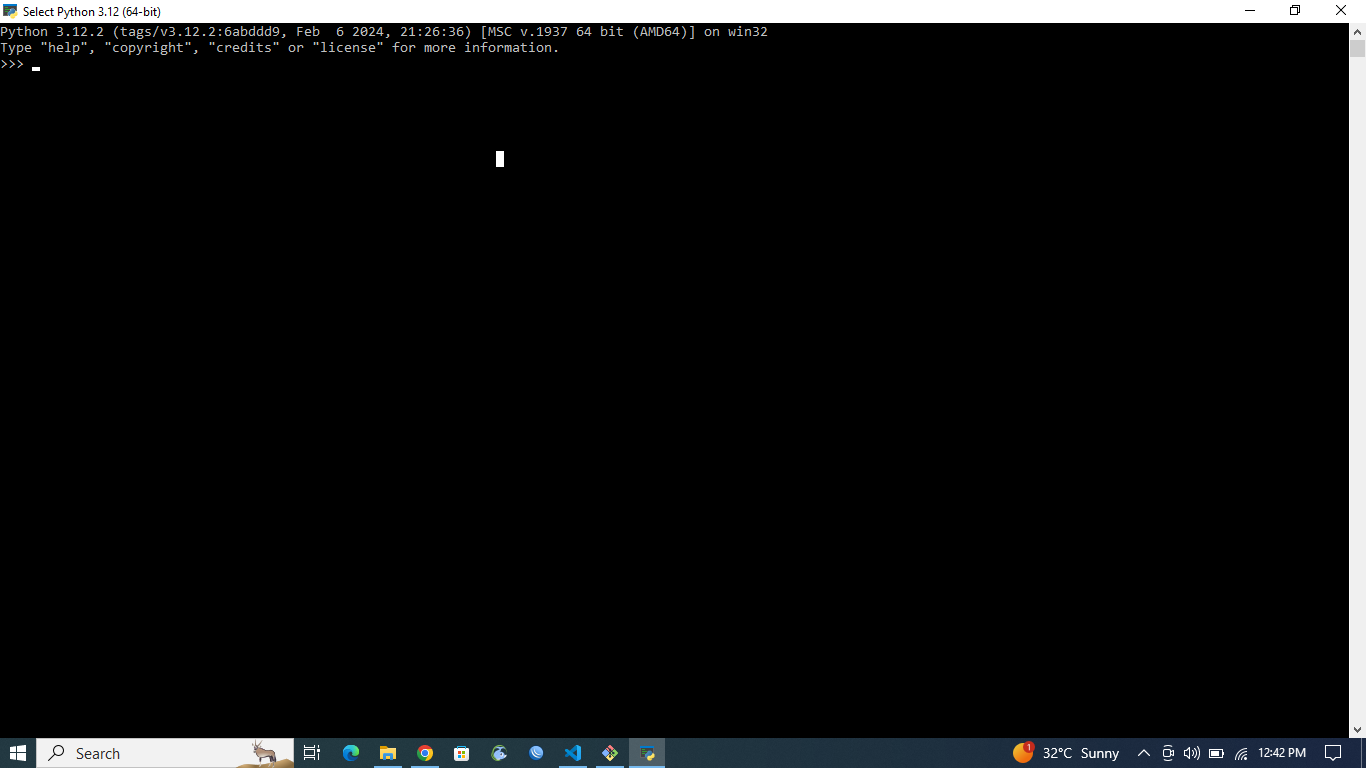 Select Python 3.12 (64-bit)
Python 3.12.2 (tags/v3.12.2:6abddd9, Feb  6 2024, 21:26:36) [MSC v.1937 64 bit (AMD64)] on win32
Type "help", "copyright", "credits" or "license" for more information.
>>>
Search
1
32°C Sunny
12:42 PM